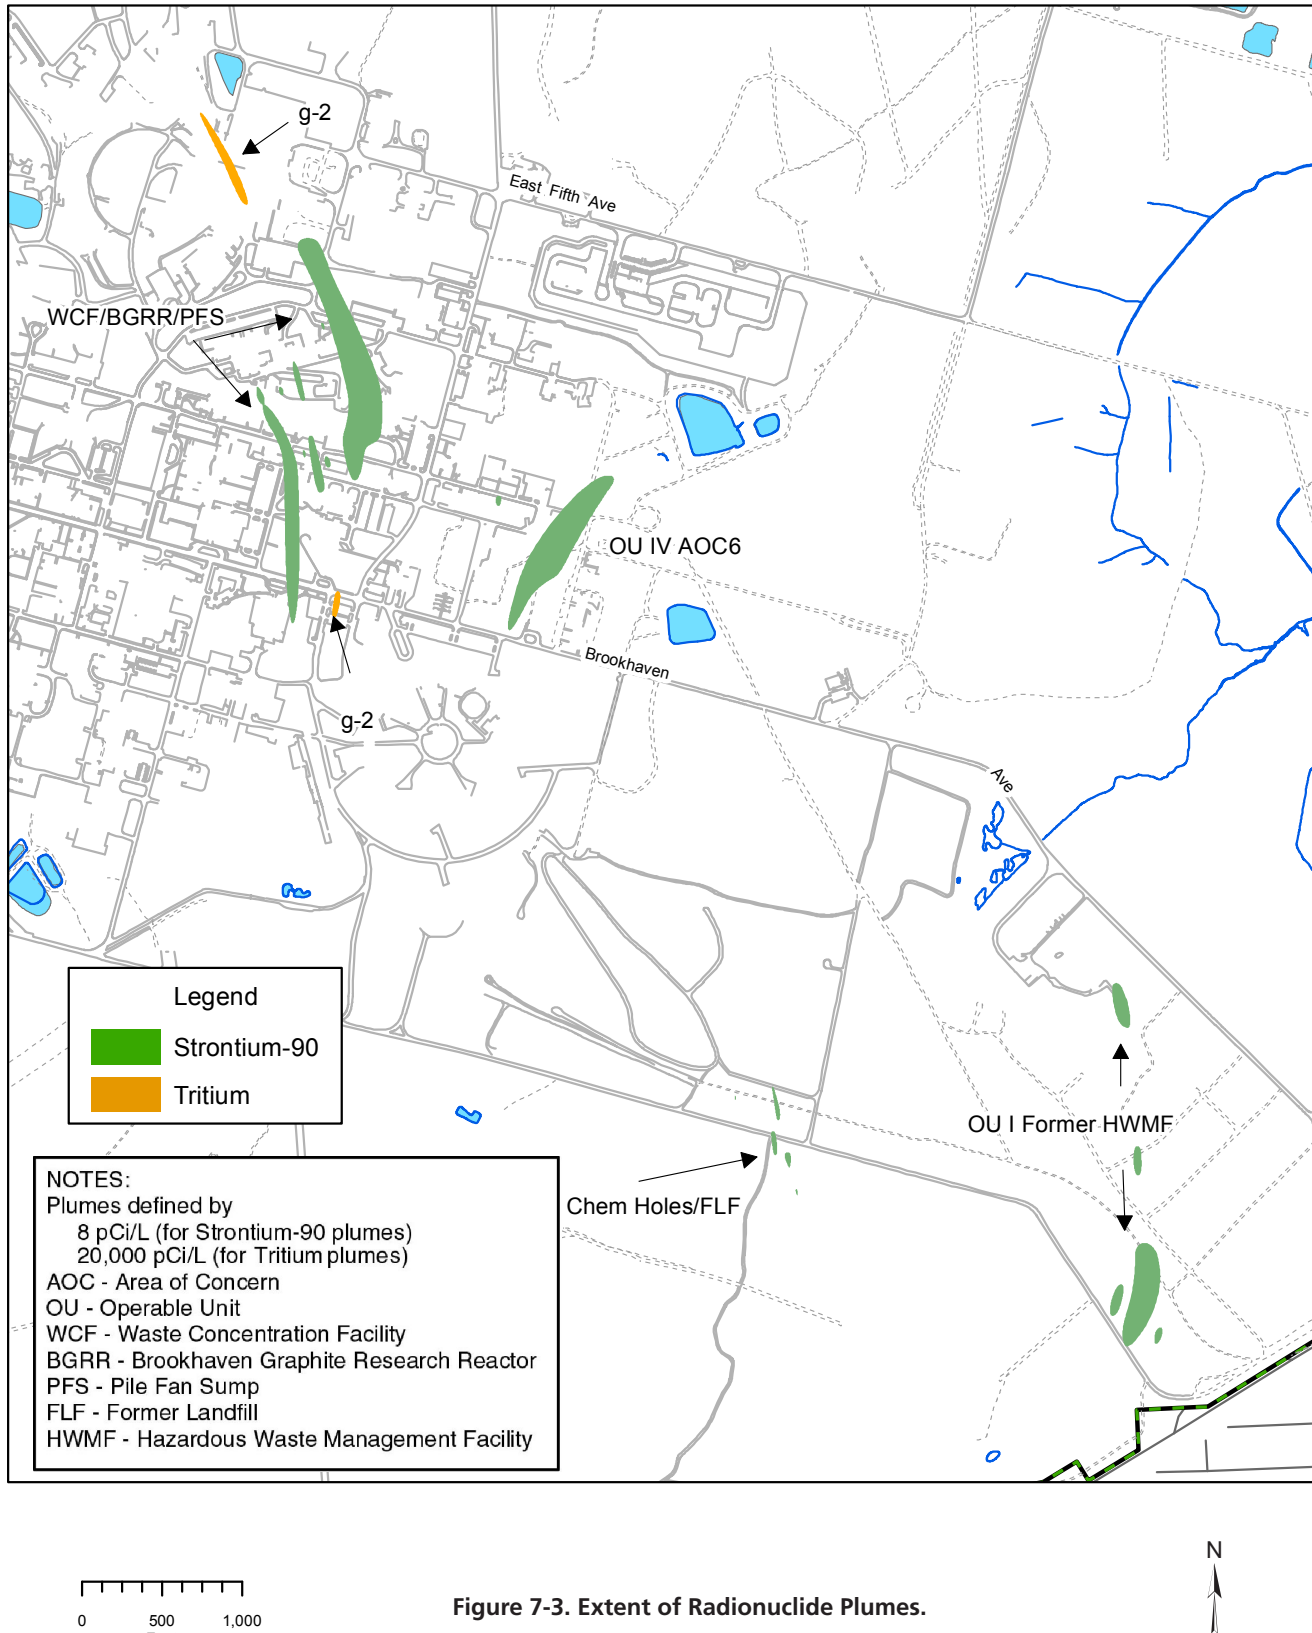 g-2
East Fifth Ave
WCF/BGRR/PFS
OU IV AOC6
Brookhaven
g-2
Ave
Legend
Strontium-90
Tritium
OU I Former HWMF
Chem Holes/FLF
NOTES:
Plumes defined by
8 pCi/L (for Strontium-90 plumes)
20,000 pCi/L (for Tritium plumes)
AOC - Area of Concern
OU - Operable Unit
WCF - Waste Concentration Facility
BGRR - Brookhaven Graphite Research Reactor
PFS - Pile Fan Sump
FLF - Former Landfill
HWMF - Hazardous Waste Management Facility
N
0 500 1,000
Figure 7-3. Extent of Radionuclide Plumes.